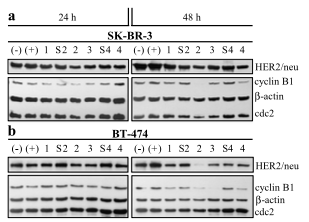 a 24 h 48 h
SK-BR-3
(-) (+) 1 S2 2 3 S4 4 (-) (+) 1 S2 2 3 S4 4
HER2/neu
cyclin B1
β-actin
cdc2
b BT-474
(-) (+) 1 S2 2 3 S4 4 (-) (+) 1 S2 2 3 S4 4
HER2/neu
cyclin B1
β-actin
cdc2